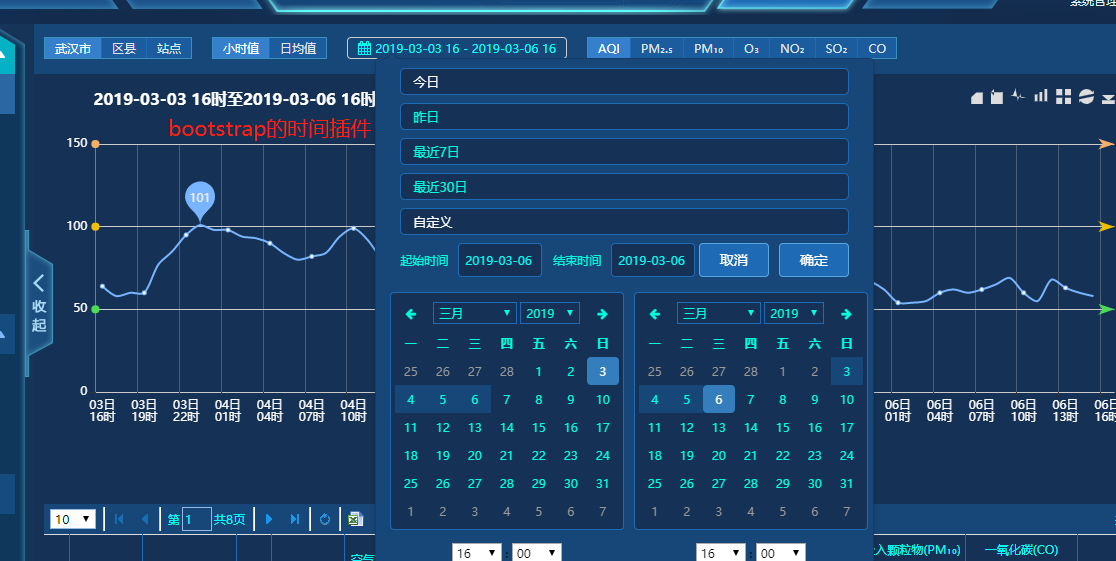 系统管理
武汉市 区县 站点 小时值 日均值 2019-03-03 16 - 2019-03-06 16 AQI PM₂.₅ PM₁₀ O₃ NO₂ SO₂ CO
2019-03-03 16时至2019-03-06 16时
bootstrap的时间插件
今日
昨日
最近7日
最近30日
自定义
起始时间 2019-03-06 结束时间 2019-03-06 取消 确定
150
100
50
0
101
收起
03日 16时
03日 19时
03日 22时
04日 01时
04日 04时
04日 07时
04日 10时
06日 01时
06日 04时
06日 07时
06日 10时
06日 13时
06日 16时
三月 2019
一 二 三 四 五 六 日
25 26 27 28 1 2 3
4 5 6 7 8 9 10
11 12 13 14 15 16 17
18 19 20 21 22 23 24
25 26 27 28 29 30 31
1 2 3 4 5 6 7
16 : 00
三月 2019
一 二 三 四 五 六 日
25 26 27 28 1 2 3
4 5 6 7 8 9 10
11 12 13 14 15 16 17
18 19 20 21 22 23 24
25 26 27 28 29 30 31
1 2 3 4 5 6 7
16 : 00
10 第 1 共8页
空气
入颗粒物(PM₁₀) 一氧化碳(CO)